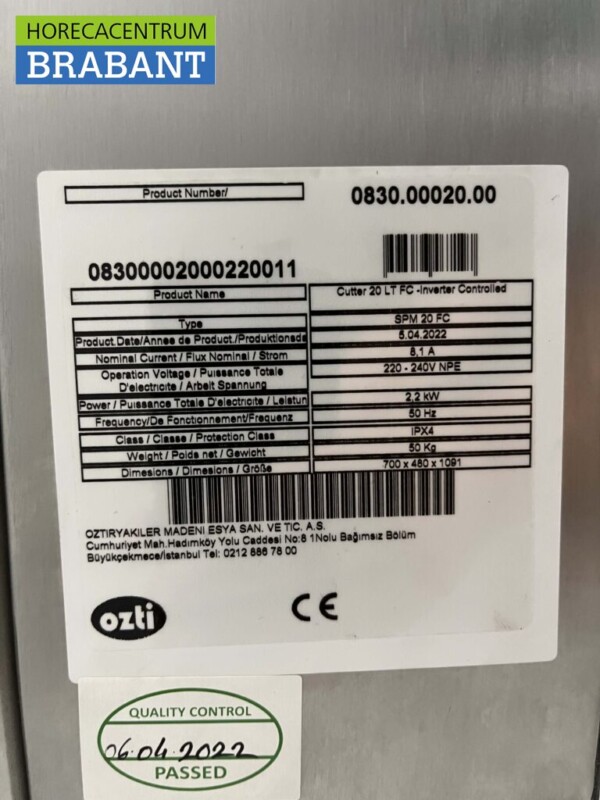 HORECACENTRUM
BRABANT
Product Number/ 0830.00020.00
08300002000220011
Product Name Cutter 20 LT FC -Inverter Controlled
Type SPM 20 FC
Product.Date/Annee de Product./Produktionsda 5.04.2022
Nominal Current / Flux Nominal / Strom 8,1 A
Operation Voltage / Puissance Totale D'electricite / Arbeit Spannung 220 - 240V NPE
Power / Puissance Totale D'electricite / Leistun 2,2 kW
Frequency/De Fonctionnement/Frequenz 50 Hz
Class / Classe / Protection Class IPX4
Weight / Poids net / Gewicht 50 Kg
Dimesions / Dimesions / Größe 700 x 480 x 1091
OZTIRYAKILER MADENI ESYA SAN. VE TIC. A.S.
Cumhuriyet Mah.Hadımköy Yolu Caddesi No:8 1Nolu Bağımsız Bölüm
Büyükçekmece/İstanbul Tel: 0212 886 78 00
ozti
CE
QUALITY CONTROL
06.04.2022
PASSED